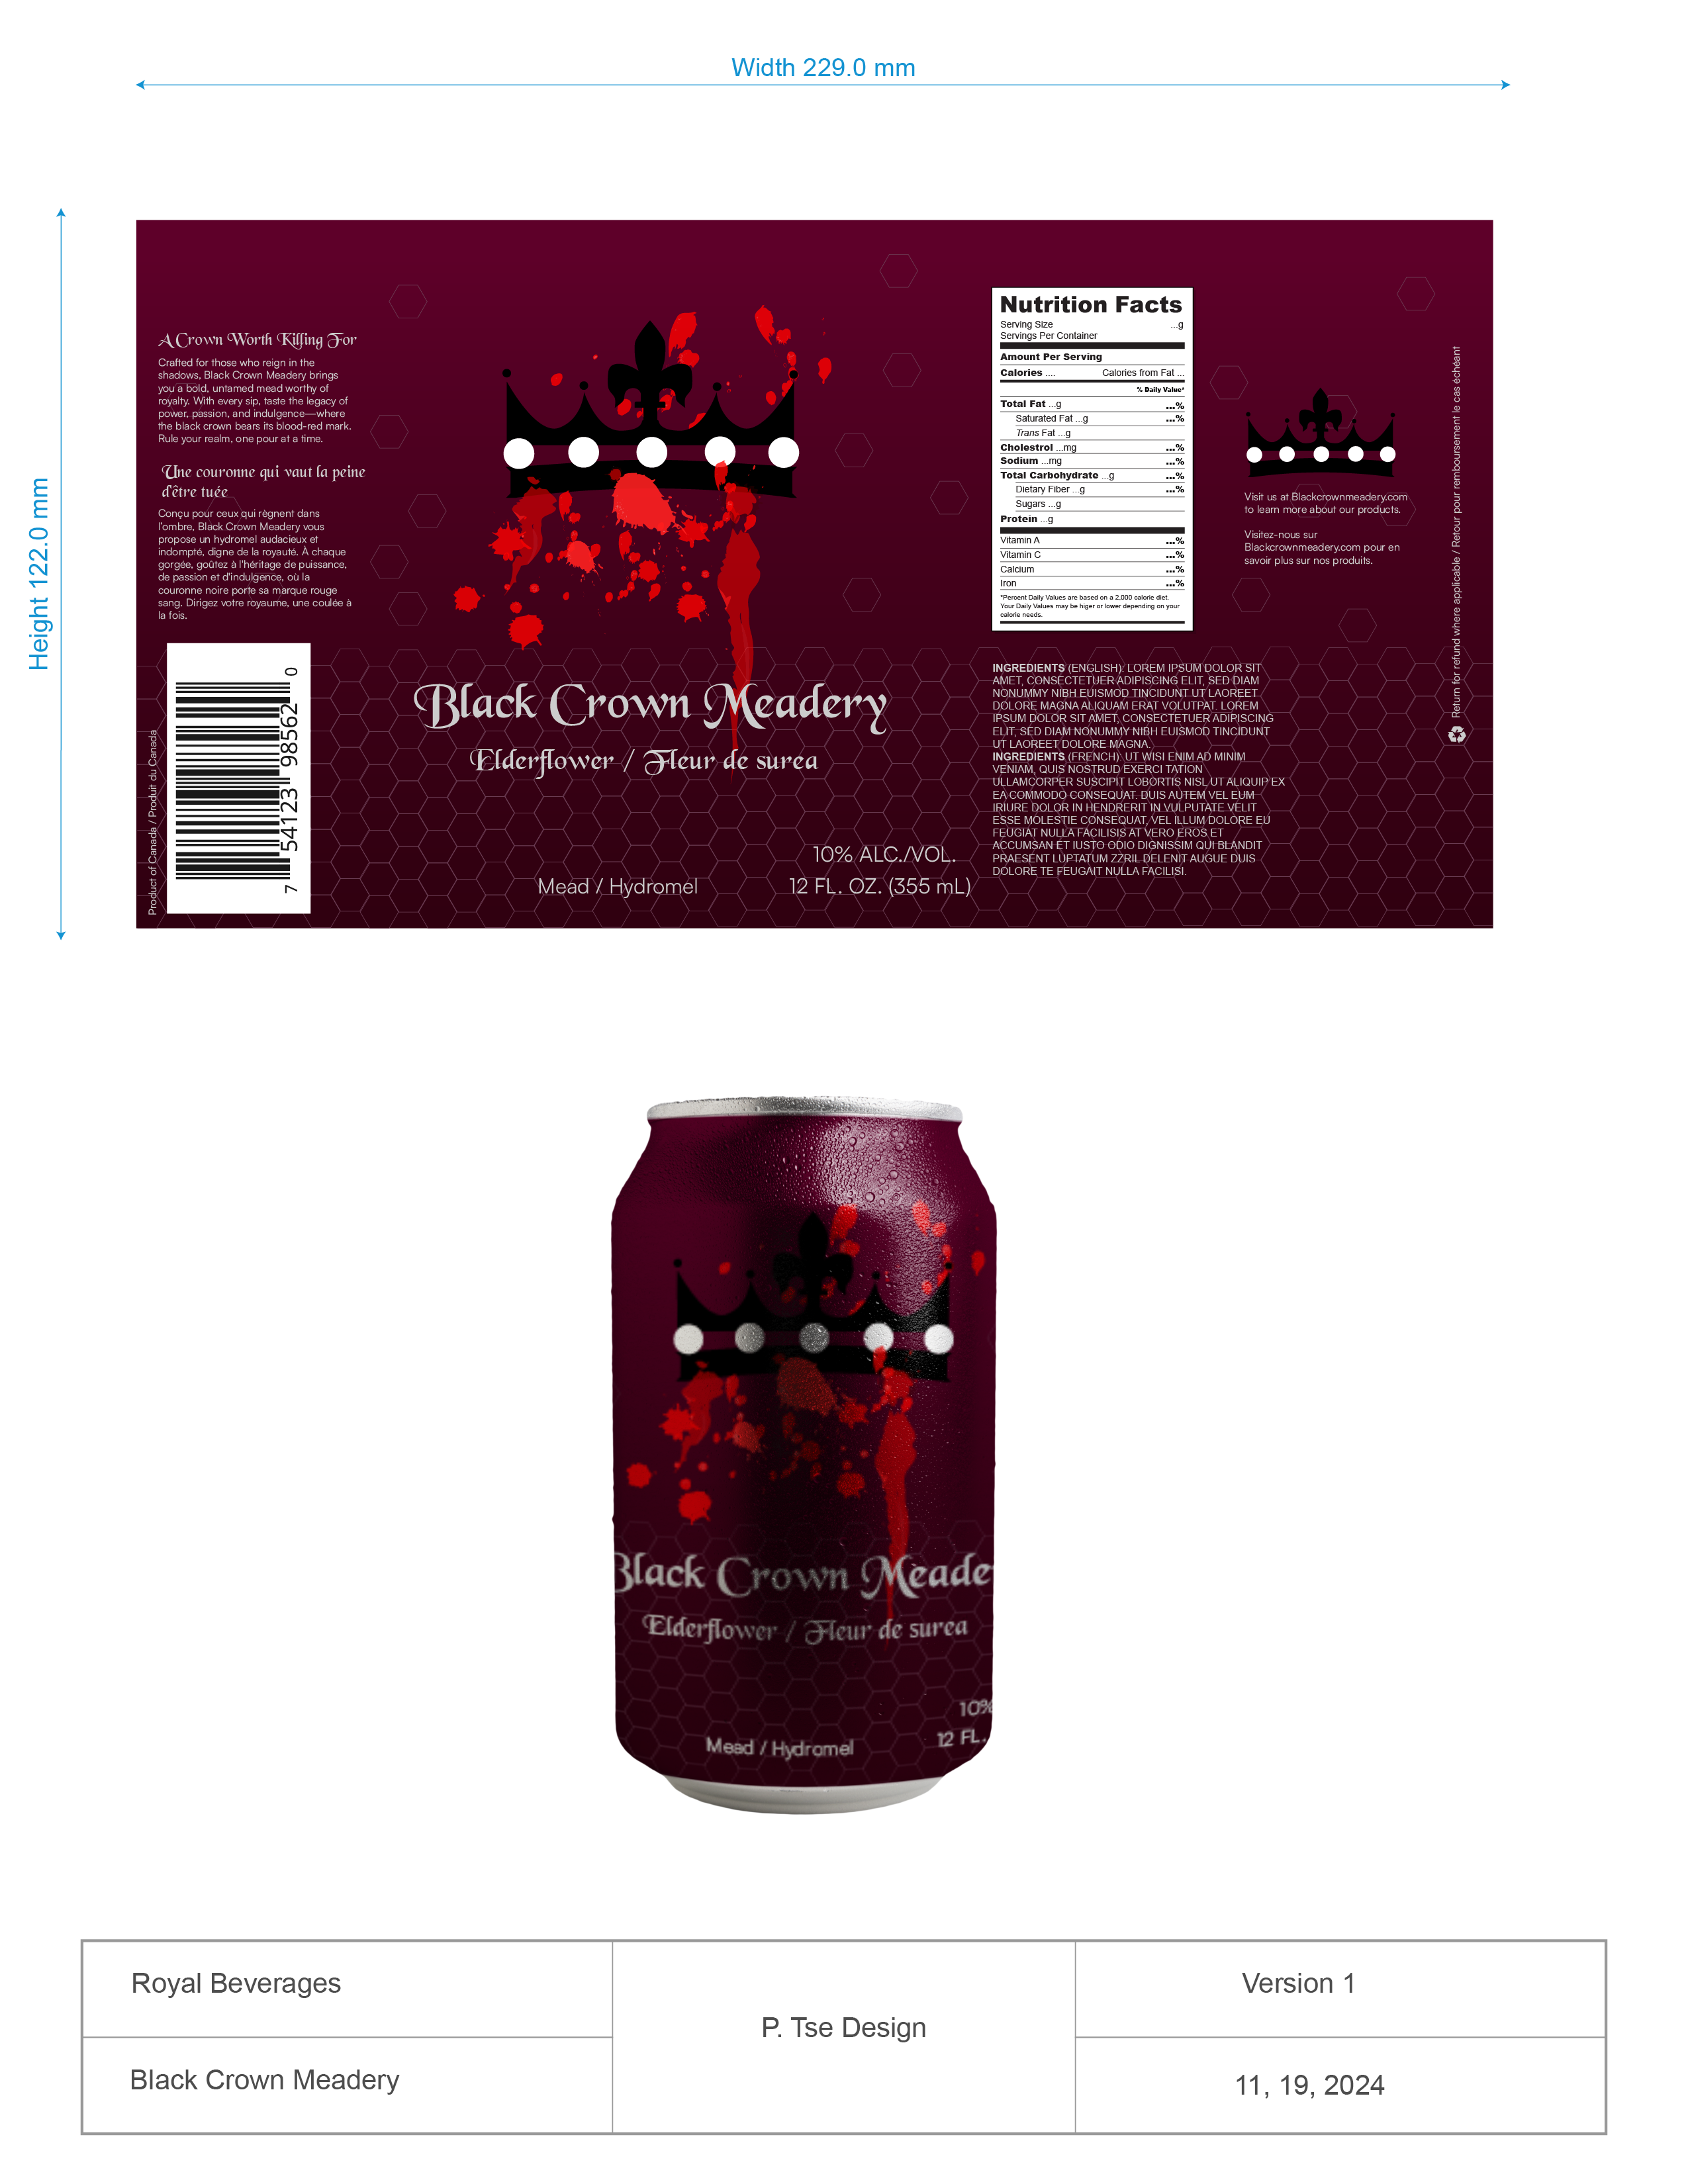 Width 229.0 mm
Height 122.0 mm
A Crown Worth Killing For
Crafted for those who reign in the
shadows, Black Crown Meadery brings
you a bold, untamed mead worthy of
royalty. With every sip, taste the legacy of
power, passion, and indulgence—where
the black crown bears its blood-red mark.
Rule your realm, one pour at a time.
Une couronne qui vaut la peine
d'être tuée
Conçu pour ceux qui règnent dans
l'ombre, Black Crown Meadery vous
propose un hydromel audacieux et
indompté, digne de la royauté. À chaque
gorgée, goûtez à l'héritage de puissance,
de passion et d'indulgence, où la
couronne noire porte sa marque rouge
sang. Dirigez votre royaume, une coulée à
la fois.
Product of Canada / Produit du Canada
7 54123 98562 0
Black Crown Meadery
Elderflower / Fleur de surea
10% ALC./VOL.
Mead / Hydromel
12 FL. OZ. (355 mL)
Nutrition Facts
Serving Size ...g
Servings Per Container
Amount Per Serving
Calories .... Calories from Fat ...
% Daily Value*
Total Fat ...g ...%
Saturated Fat ...g ...%
Trans Fat ...g
Cholestrol ...mg ...%
Sodium ...mg ...%
Total Carbohydrate ...g ...%
Dietary Fiber ...g ...%
Sugars ...g
Protein ...g
Vitamin A ...%
Vitamin C ...%
Calcium ...%
Iron ...%
*Percent Daily Values are based on a 2,000 calorie diet.
Your Daily Values may be higer or lower depending on your
calorie needs.
INGREDIENTS (ENGLISH): LOREM IPSUM DOLOR SIT
AMET, CONSECTETUER ADIPISCING ELIT, SED DIAM
NONUMMY NIBH EUISMOD TINCIDUNT UT LAOREET
DOLORE MAGNA ALIQUAM ERAT VOLUTPAT. LOREM
IPSUM DOLOR SIT AMET, CONSECTETUER ADIPISCING
ELIT, SED DIAM NONUMMY NIBH EUISMOD TINCIDUNT
UT LAOREET DOLORE MAGNA.
INGREDIENTS (FRENCH): UT WISI ENIM AD MINIM
VENIAM, QUIS NOSTRUD EXERCI TATION
ULLAMCORPER SUSCIPIT LOBORTIS NISL UT ALIQUIP EX
EA COMMODO CONSEQUAT. DUIS AUTEM VEL EUM
IRIURE DOLOR IN HENDRERIT IN VULPUTATE VELIT
ESSE MOLESTIE CONSEQUAT, VEL ILLUM DOLORE EU
FEUGIAT NULLA FACILISIS AT VERO EROS ET
ACCUMSAN ET IUSTO ODIO DIGNISSIM QUI BLANDIT
PRAESENT LUPTATUM ZZRIL DELENIT AUGUE DUIS
DOLORE TE FEUGAIT NULLA FACILISI.
Visit us at Blackcrownmeadery.com
to learn more about our products.
Visitez-nous sur
Blackcrownmeadery.com pour en
savoir plus sur nos produits.
Return for refund where applicable / Retour pour remboursement le cas échéant
Black Crown Meade
Elderflower / Fleur de surea
10%
Mead / Hydromel
12 FL.
Royal Beverages
Black Crown Meadery
P. Tse Design
Version 1
11, 19, 2024